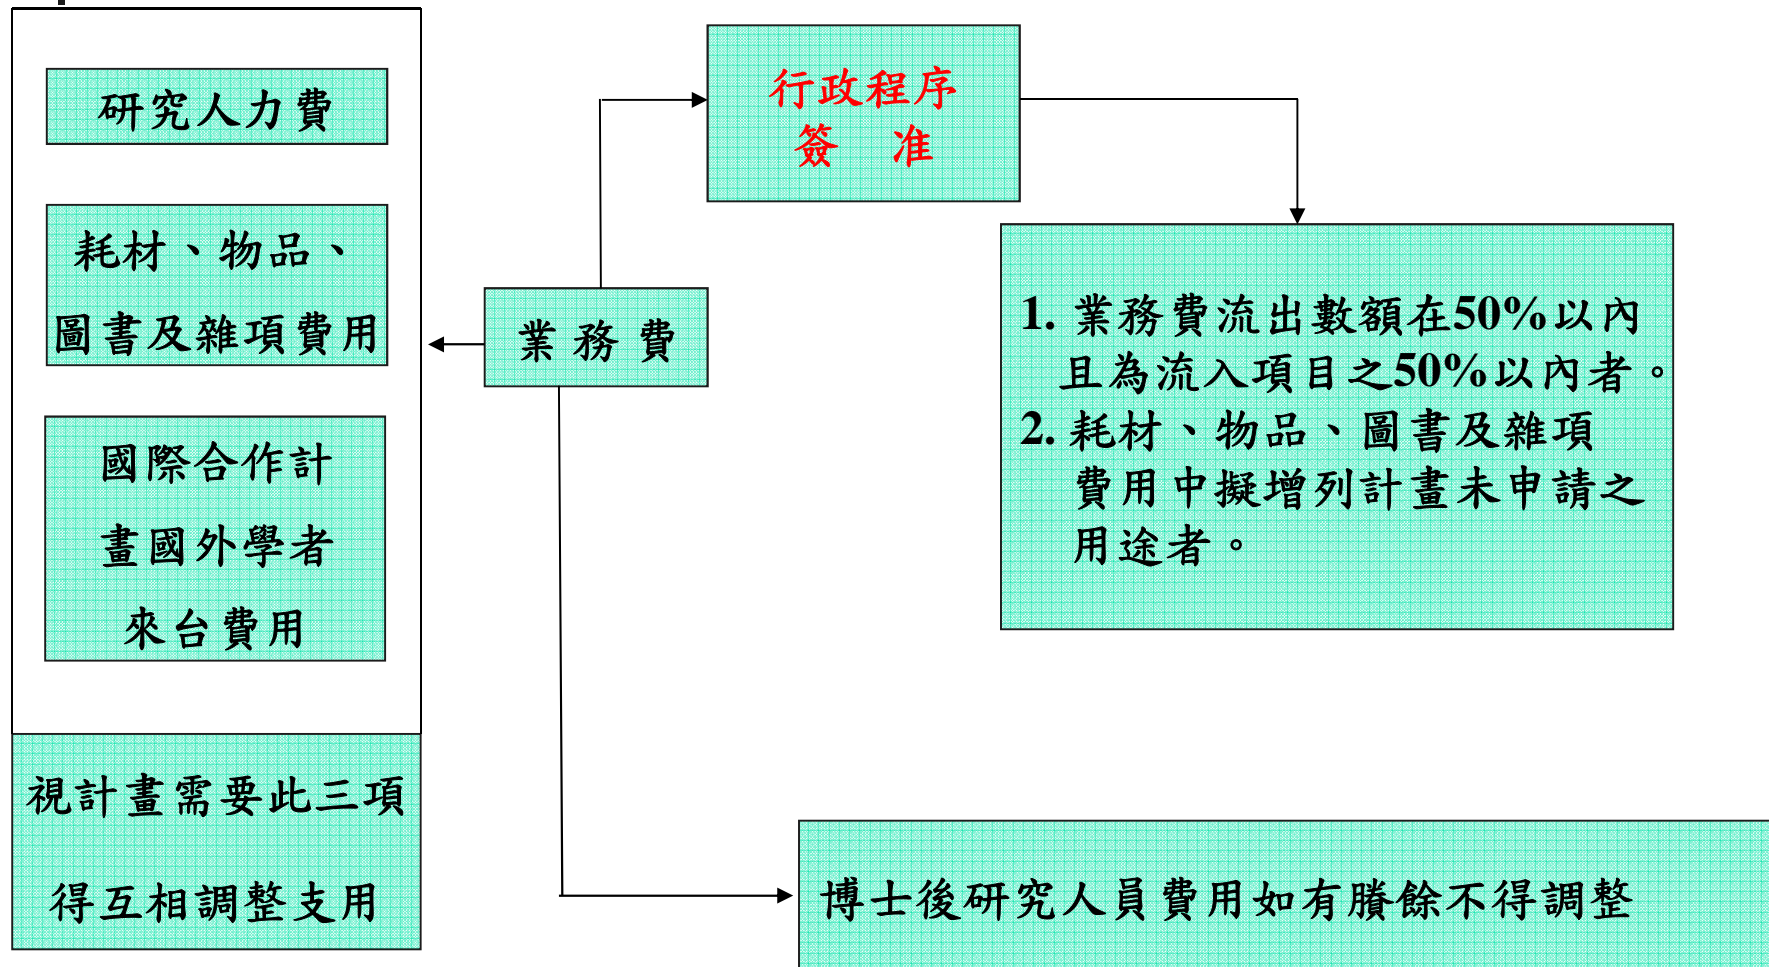 研究人力費
耗材、物品、
圖書及雜項費用
國際合作計
畫國外學者
來台費用
視計畫需要此三項
得互相調整支用
業務費
行政程序
簽 准
1. 業務費流出數額在50%以內
且為流入項目之50%以內者。
2. 耗材、物品、圖書及雜項
費用中擬增列計畫未申請之
用途者。
博士後研究人員費用如有賸餘不得調整